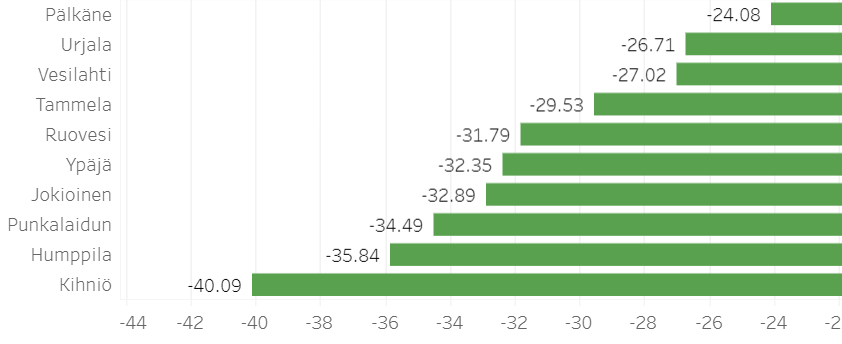 Pälkäne -24.08
Urjala -26.71
Vesilahti -27.02
Tammela -29.53
Ruovesi -31.79
Ypäjä -32.35
Jokioinen -32.89
Punkalaidun -34.49
Humppila -35.84
Kihniö -40.09
-44 -42 -40 -38 -36 -34 -32 -30 -28 -26 -24